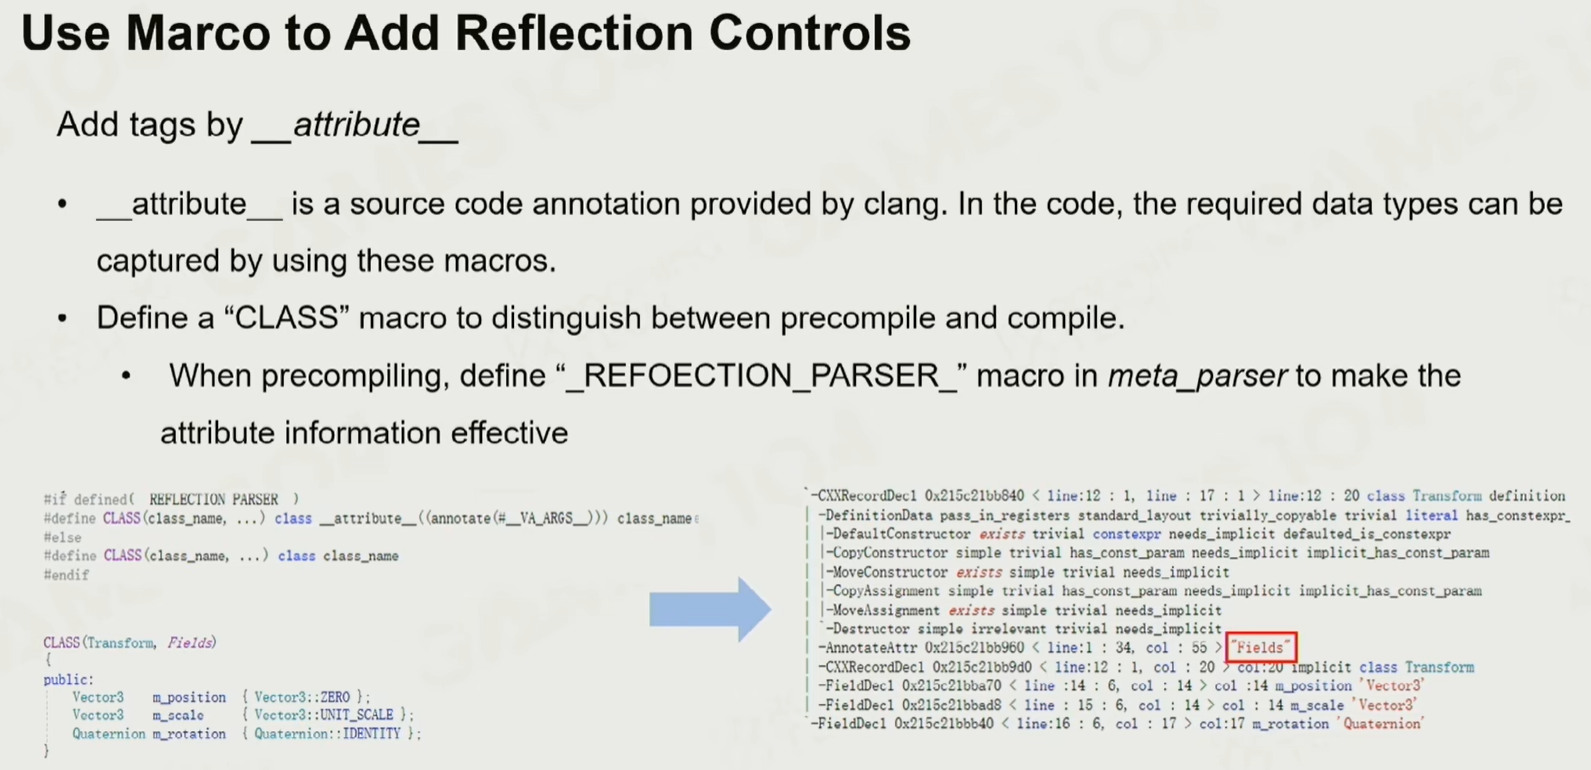 Use Marco to Add Reflection Controls
Add tags by __attribute__
• __attribute__ is a source code annotation provided by clang. In the code, the required data types can be
captured by using these macros.
• Define a “CLASS” macro to distinguish between precompile and compile.
• When precompiling, define “_REFOECTION_PARSER_” macro in meta_parser to make the
attribute information effective
#if defined( REFLECTION PARSER )
#define CLASS(class_name, ...) class __attribute__((annotate(#__VA_ARGS__))) class_name
#else
#define CLASS(class_name, ...) class class_name
#endif
CLASS(Transform, Fields)
{
public:
Vector3 m_position { Vector3::ZERO };
Vector3 m_scale { Vector3::UNIT_SCALE };
Quaternion m_rotation { Quaternion::IDENTITY };
}
`-CXXRecordDecl 0x215c21bb840 < line:12 : 1, line : 17 : 1 > line:12 : 20 class Transform definition
| -DefinitionData pass_in_registers standard_layout trivially_copyable trivial literal has_constexpr_
| |-DefaultConstructor exists trivial constexpr needs_implicit defaulted_is_constexpr
| |-CopyConstructor simple trivial has_const_param needs_implicit implicit_has_const_param
| |-MoveConstructor exists simple trivial needs_implicit
| |-CopyAssignment simple trivial has_const_param needs_implicit implicit_has_const_param
| |-MoveAssignment exists simple trivial needs_implicit
| `-Destructor simple irrelevant trivial needs_implicit
| -AnnotateAttr 0x215c21bb960 < line:1 : 34, col : 55 > "Fields"
| -CXXRecordDecl 0x215c21bb9d0 < line:12 : 1, col : 20 > col:20 implicit class Transform
| -FieldDecl 0x215c21bba70 < line :14 : 6, col : 14 > col :14 m_position 'Vector3'
| -FieldDecl 0x215c21bbad8 < line : 15 : 6, col : 14 > col : 14 m_scale 'Vector3'
`-FieldDecl 0x215c21bbb40 < line:16 : 6, col : 17 > col:17 m_rotation 'Quaternion'